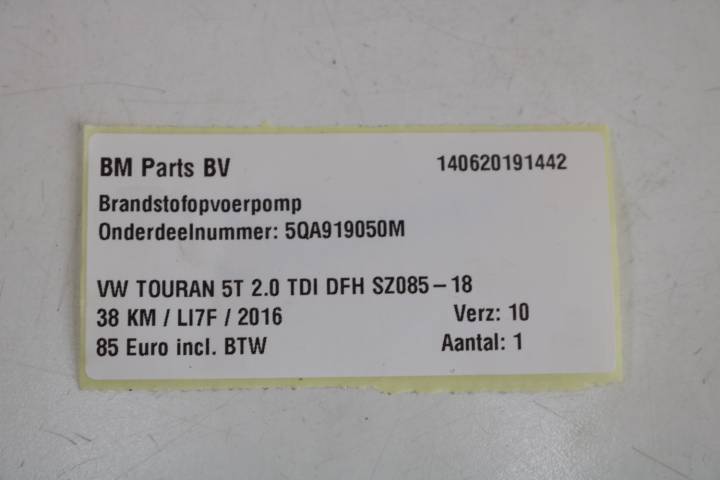 BM Parts BV 140620191442
Brandstofopvoerpomp
Onderdeelnummer: 5QA919050M
VW TOURAN 5T 2.0 TDI DFH SZ085-18
38 KM / LI7F / 2016 Verz: 10
85 Euro incl. BTW Aantal: 1